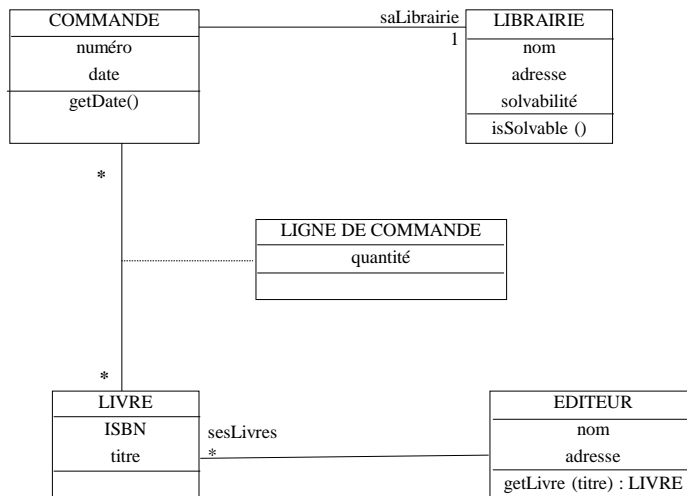 COMMANDE
numéro
date
getDate()
saLibrairie
1
LIBRAIRIE
nom
adresse
solvabilité
isSolvable ()
*
LIGNE DE COMMANDE
quantité
*
LIVRE
ISBN
titre
sesLivres
*
EDITEUR
nom
adresse
getLivre (titre) : LIVRE